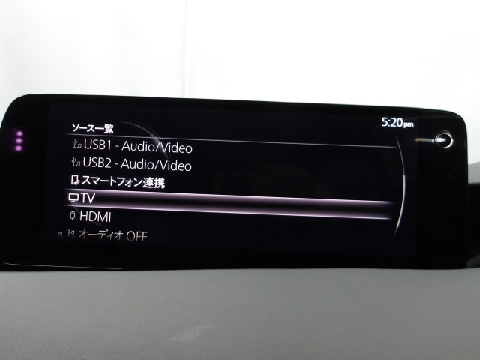 5:20pm
ソース一覧
USB1 - Audio/Video
USB2 - Audio/Video
スマートフォン連携
TV
HDMI
オーディオ OFF